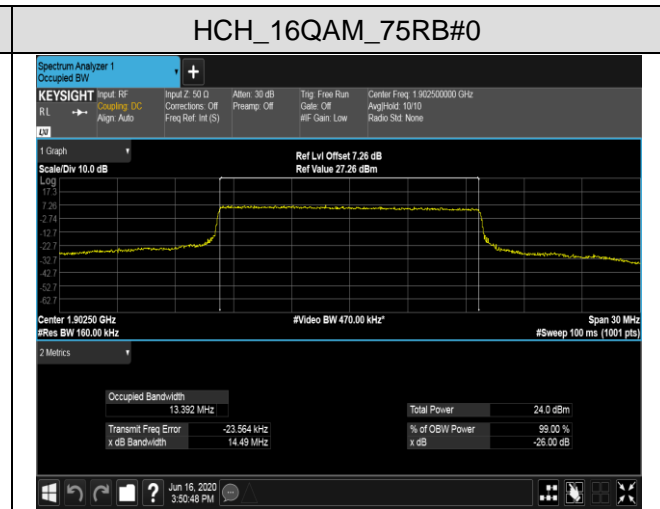 HCH_16QAM_75RB#0
Spectrum Analyzer 1
Occupied BW
+
KEYSIGHT
RL
LXI
Input: RF
Coupling: DC
Align: Auto
Input Z: 50 Ω
Corrections: Off
Freq Ref: Int (S)
Atten: 30 dB
Preamp: Off
Trig: Free Run
Gate: Off
#IF Gain: Low
Center Freq: 1.902500000 GHz
Avg|Hold: 10/10
Radio Std: None
1 Graph
Scale/Div 10.0 dB
Ref Lvl Offset 7.26 dB
Ref Value 27.26 dBm
Log
17.3
7.26
-2.74
-12.7
-22.7
-32.7
-42.7
-52.7
-62.7
Center 1.90250 GHz
#Res BW 160.00 kHz
#Video BW 470.00 kHz*
Span 30 MHz
#Sweep 100 ms (1001 pts)
2 Metrics
Occupied Bandwidth
13.392 MHz
Transmit Freq Error -23.564 kHz
x dB Bandwidth 14.49 MHz
Total Power 24.0 dBm
% of OBW Power 99.00 %
x dB -26.00 dB
?
Jun 16, 2020
3:50:48 PM